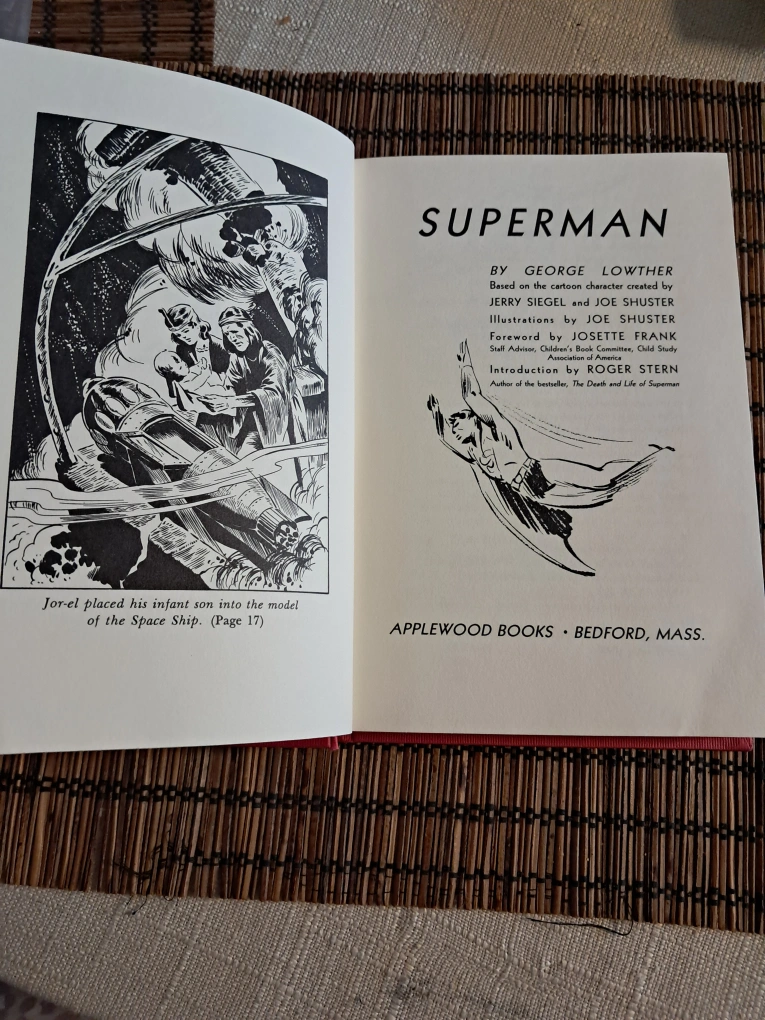 Jor-el placed his infant son into the model
of the Space Ship. (Page 17)
SUPERMAN
BY GEORGE LOWTHER
Based on the cartoon character created by
JERRY SIEGEL and JOE SHUSTER
Illustrations by JOE SHUSTER
Foreword by JOSETTE FRANK
Staff Advisor, Children's Book Committee, Child Study
Association of America
Introduction by ROGER STERN
Author of the bestseller, The Death and Life of Superman
APPLEWOOD BOOKS · BEDFORD, MASS.